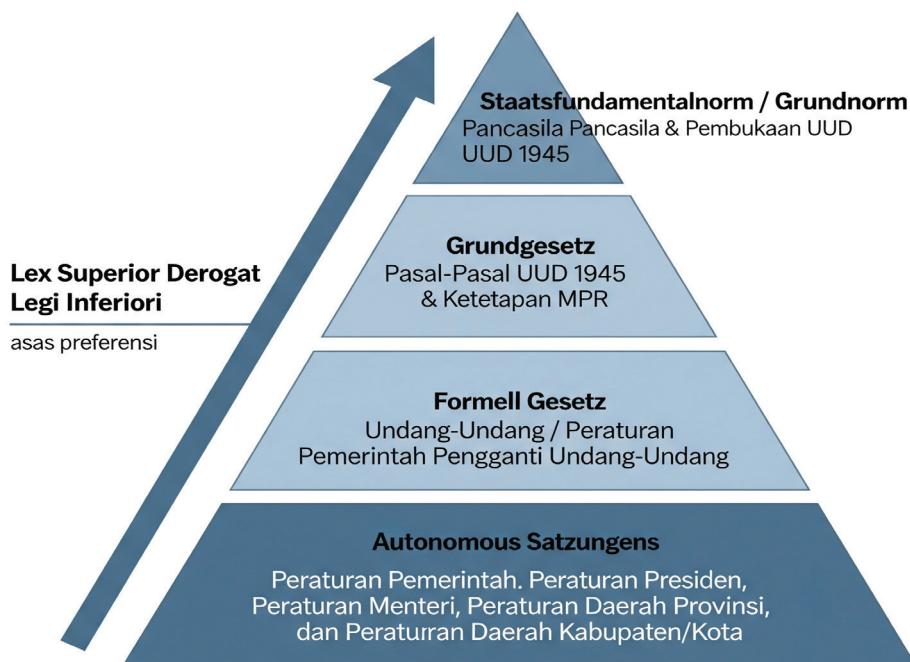 Staatsfundamentalnorm / Grundnorm
Pancasila Pancasila & Pembukaan UUD
UUD 1945
Grundgesetz
Pasal-Pasal UUD 1945
& Ketetapan MPR
Lex Superior Derogat
Legi Inferiori
asas preferensi
Formell Gesetz
Undang-Undang / Peraturan
Pemerintah Pengganti Undang-Undang
Autonomous Satzungens
Peraturan Pemerintah. Peraturan Presiden,
Peraturan Menteri, Peraturan Daerah Provinsi,
dan Peraturran Daerah Kabupaten/Kota